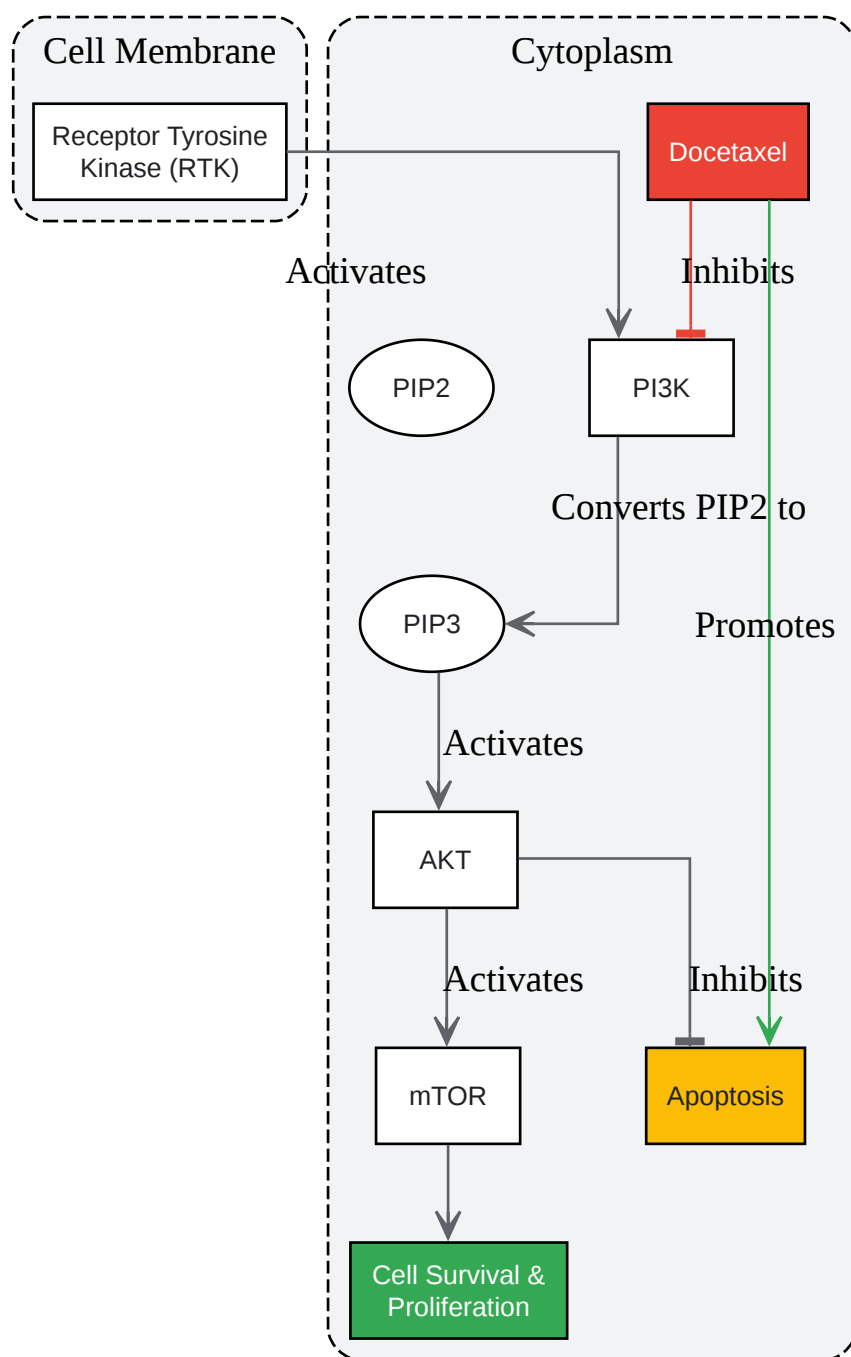 Cell Membrane
Cytoplasm
Receptor Tyrosine
Kinase (RTK)
Docetaxel
Activates
Inhibits
PIP2
PI3K
Converts PIP2 to
PIP3
Promotes
Activates
AKT
Activates
Inhibits
mTOR
Apoptosis
Cell Survival &
Proliferation